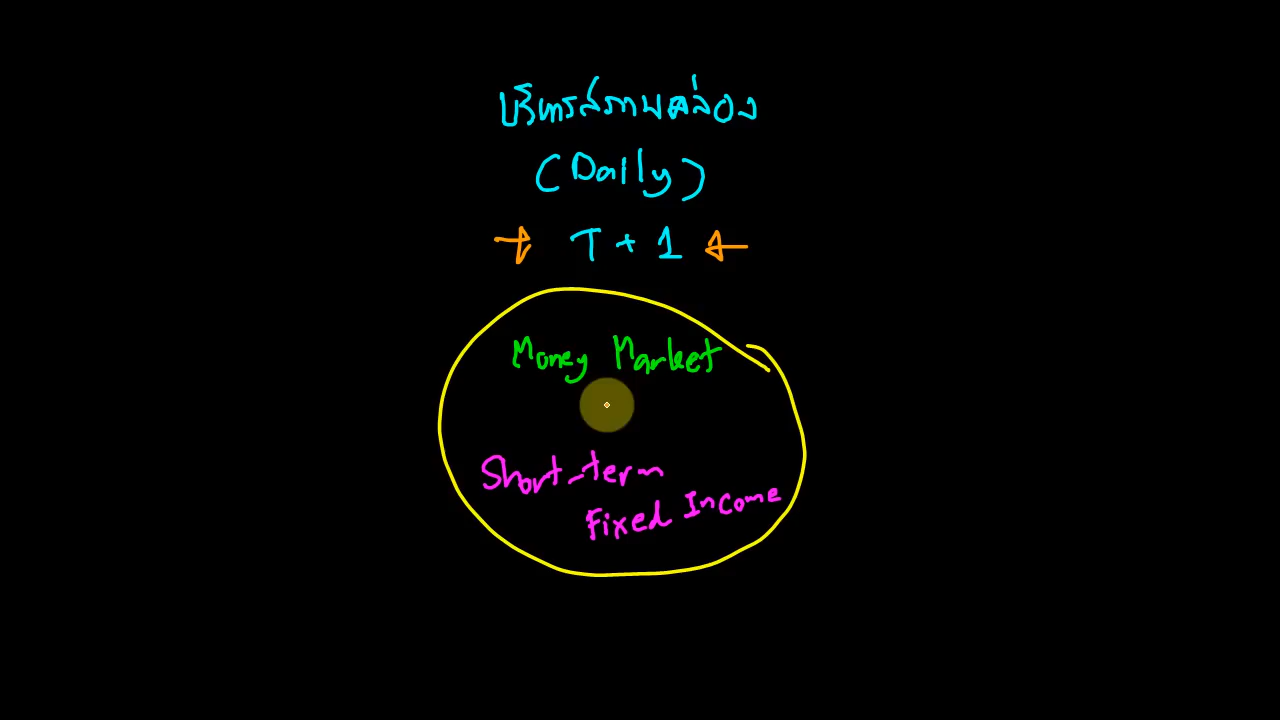 บริหารสภาพคล่อง
(Daily)
→ T + 1 ←
Money Market
Short-term
Fixed Income